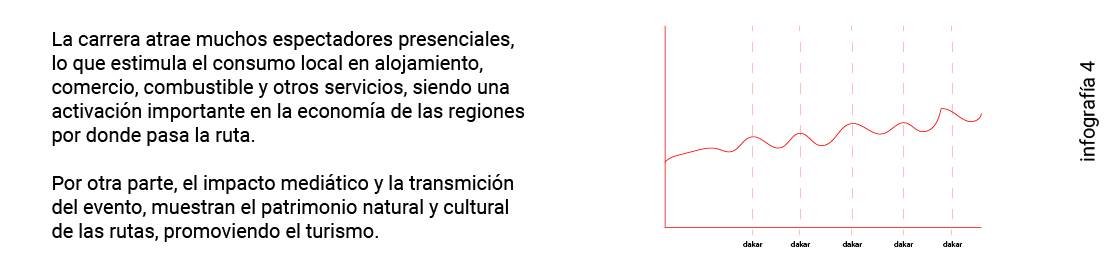 La carrera atrae muchos espectadores presenciales,
lo que estimula el consumo local en alojamiento,
comercio, combustible y otros servicios, siendo una
activación importante en la economía de las regiones
por donde pasa la ruta.
Por otra parte, el impacto mediático y la transmición
del evento, muestran el patrimonio natural y cultural
de las rutas, promoviendo el turismo.
dakar
dakar
dakar
dakar
dakar
infografía 4